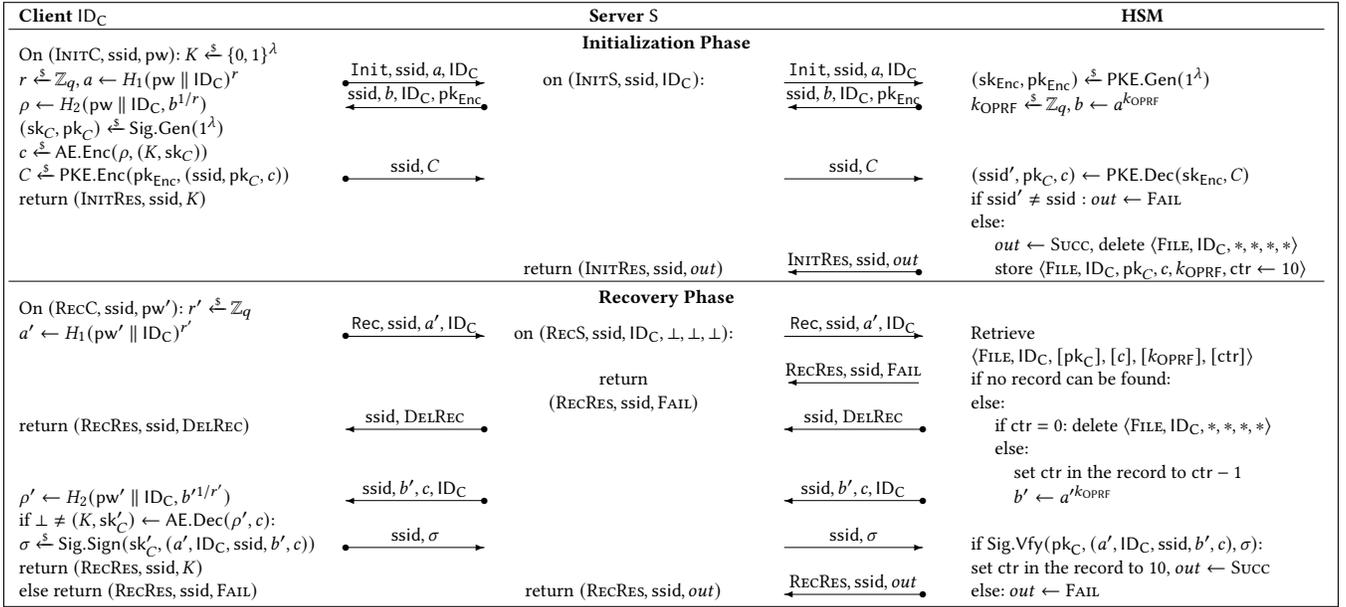 Client ID_C Server S HSM
Initialization Phase
On (INITC, ssid, pw): K ←$ {0, 1}^λ
r ←$ ℤ_q, a ← H_1(pw ∥ ID_C)^r Init, ssid, a, ID_C on (INITS, ssid, ID_C): Init, ssid, a, ID_C (sk_Enc, pk_Enc) ←$ PKE.Gen(1^λ)
ρ ← H_2(pw ∥ ID_C, b^{1/r}) ssid, b, ID_C, pk_Enc ssid, b, ID_C, pk_Enc k_OPRF ←$ ℤ_q, b ← a^{k_OPRF}
(sk_C, pk_C) ←$ Sig.Gen(1^λ)
c ←$ AE.Enc(ρ, (K, sk_C))
C ←$ PKE.Enc(pk_Enc, (ssid, pk_C, c)) ssid, C ssid, C (ssid′, pk_C, c) ← PKE.Dec(sk_Enc, C)
return (INITRES, ssid, K) if ssid′ ≠ ssid : out ← FAIL
else:
out ← SUCC, delete ⟨FILE, ID_C, *, *, *, *⟩
return (INITRES, ssid, out) INITRES, ssid, out store ⟨FILE, ID_C, pk_C, c, k_OPRF, ctr ← 10⟩
Recovery Phase
On (RECC, ssid, pw′): r′ ←$ ℤ_q
a′ ← H_1(pw′ ∥ ID_C)^{r′} Rec, ssid, a′, ID_C on (RECS, ssid, ID_C, ⊥, ⊥, ⊥): Rec, ssid, a′, ID_C Retrieve
⟨FILE, ID_C, [pk_C], [c], [k_OPRF], [ctr]⟩
return RECRES, ssid, FAIL if no record can be found:
(RECRES, ssid, FAIL) else:
return (RECRES, ssid, DELREC) ssid, DELREC ssid, DELREC if ctr = 0: delete ⟨FILE, ID_C, *, *, *, *⟩
else:
set ctr in the record to ctr − 1
ρ′ ← H_2(pw′ ∥ ID_C, b′^{1/r′}) ssid, b′, c, ID_C ssid, b′, c, ID_C b′ ← a′^{k_OPRF}
if ⊥ ≠ (K, sk′_C) ← AE.Dec(ρ′, c):
σ ←$ Sig.Sign(sk′_C, (a′, ID_C, ssid, b′, c)) ssid, σ ssid, σ if Sig.Vfy(pk_C, (a′, ID_C, ssid, b′, c), σ):
return (RECRES, ssid, K) set ctr in the record to 10, out ← SUCC
else return (RECRES, ssid, FAIL) return (RECRES, ssid, out) RECRES, ssid, out else: out ← FAIL